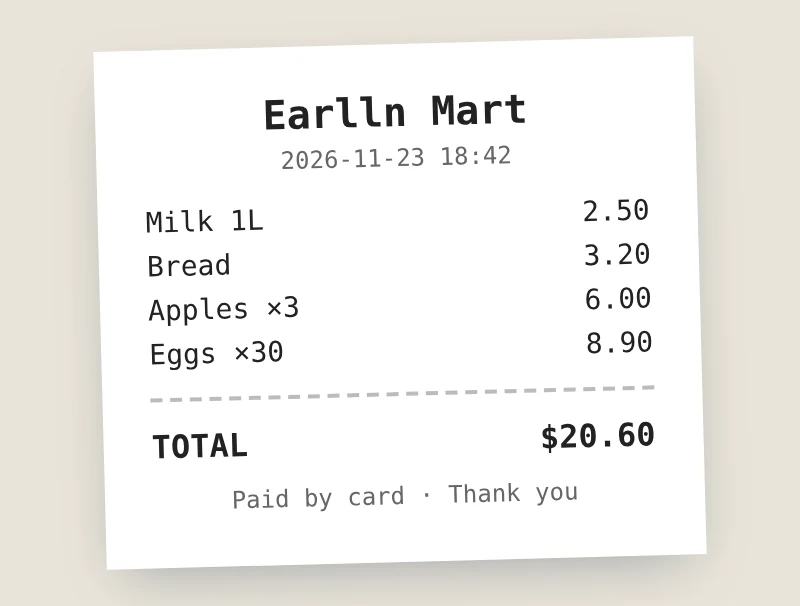 Earlln Mart
2026-11-23 18:42
Milk 1L 2.50
Bread 3.20
Apples ×3 6.00
Eggs ×30 8.90
TOTAL $20.60
Paid by card · Thank you